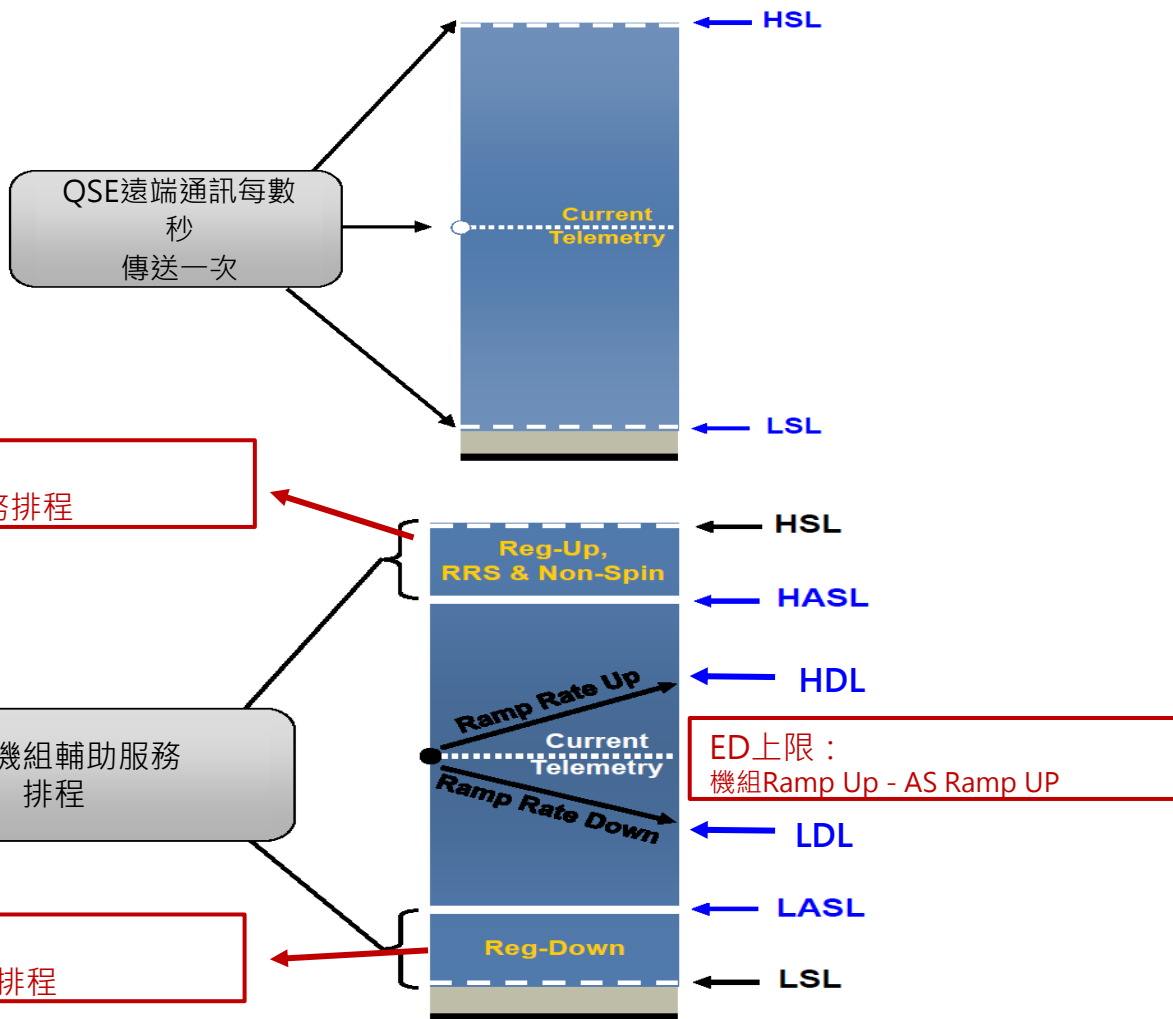 HSL
QSE遠端通訊每數
秒
傳送一次
Current
Telemetry
LSL
務排程
HSL
Reg-Up,
RRS & Non-Spin
HASL
HDL
Ramp Rate Up
Current
Telemetry
ED上限：
機組Ramp Up - AS Ramp UP
Ramp Rate Down
機組輔助服務
排程
LDL
LASL
Reg-Down
排程
LSL